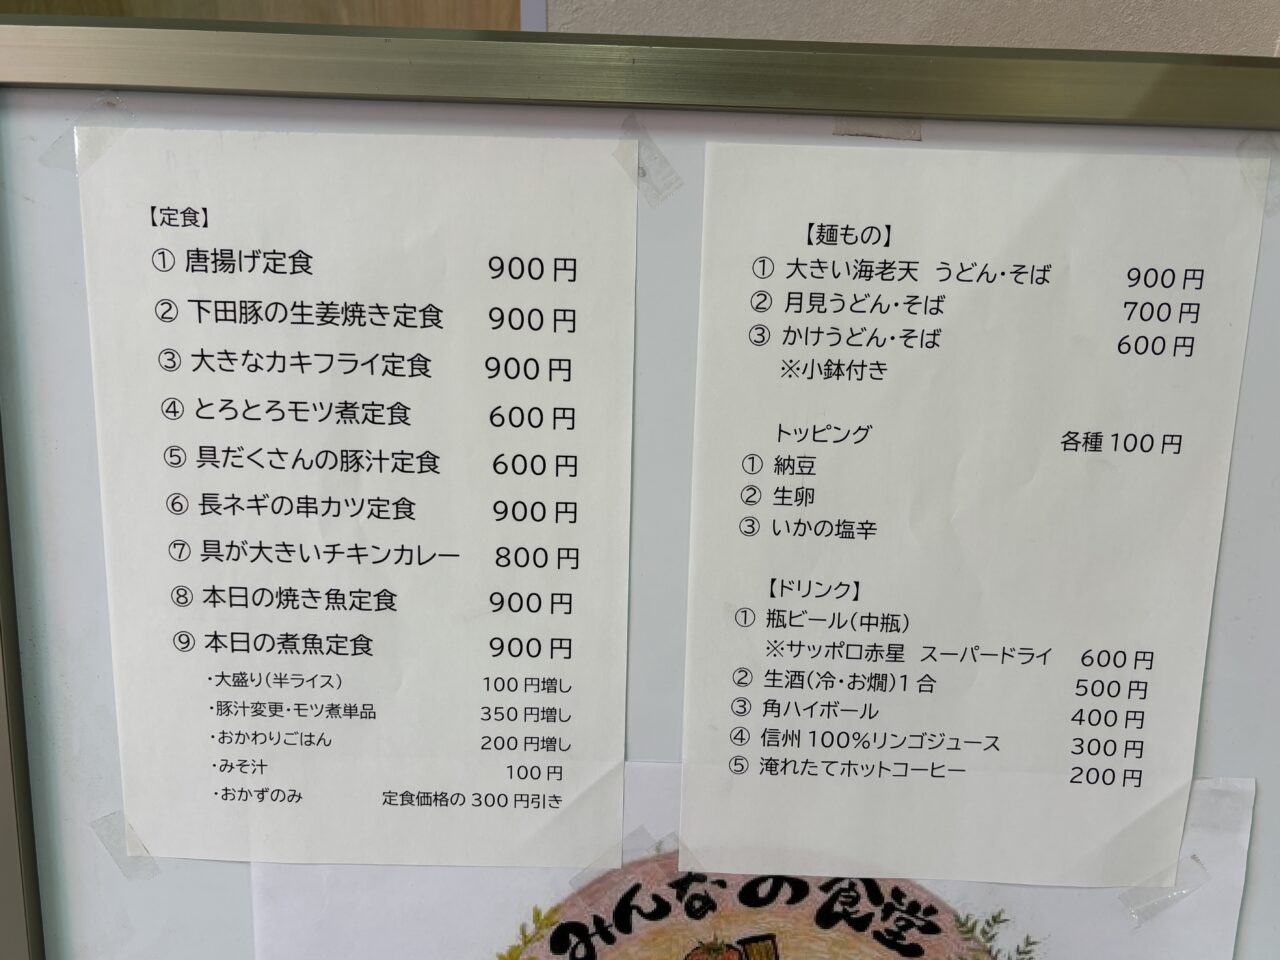 【定食】
① 唐揚げ定食 900円
② 下田豚の生姜焼き定食 900円
③ 大きなカキフライ定食 900円
④ とろとろモツ煮定食 600円
⑤ 具だくさんの豚汁定食 600円
⑥ 長ネギの串カツ定食 900円
⑦ 具が大きいチキンカレー 800円
⑧ 本日の焼き魚定食 900円
⑨ 本日の煮魚定食 900円
・大盛り(半ライス) 100円増し
・豚汁変更・モツ煮単品 350円増し
・おかわりごはん 200円増し
・みそ汁 100円
・おかずのみ 定食価格の300円引き
【麺もの】
① 大きい海老天 うどん・そば 900円
② 月見うどん・そば 700円
③ かけうどん・そば 600円
※小鉢付き
トッピング 各種100円
① 納豆
② 生卵
③ いかの塩辛
【ドリンク】
① 瓶ビール(中瓶)
※サッポロ赤星 スーパードライ 600円
② 生酒(冷・お燗)1合 500円
③ 角ハイボール 400円
④ 信州100%リンゴジュース 300円
⑤ 淹れたてホットコーヒー 200円
みんなの食堂